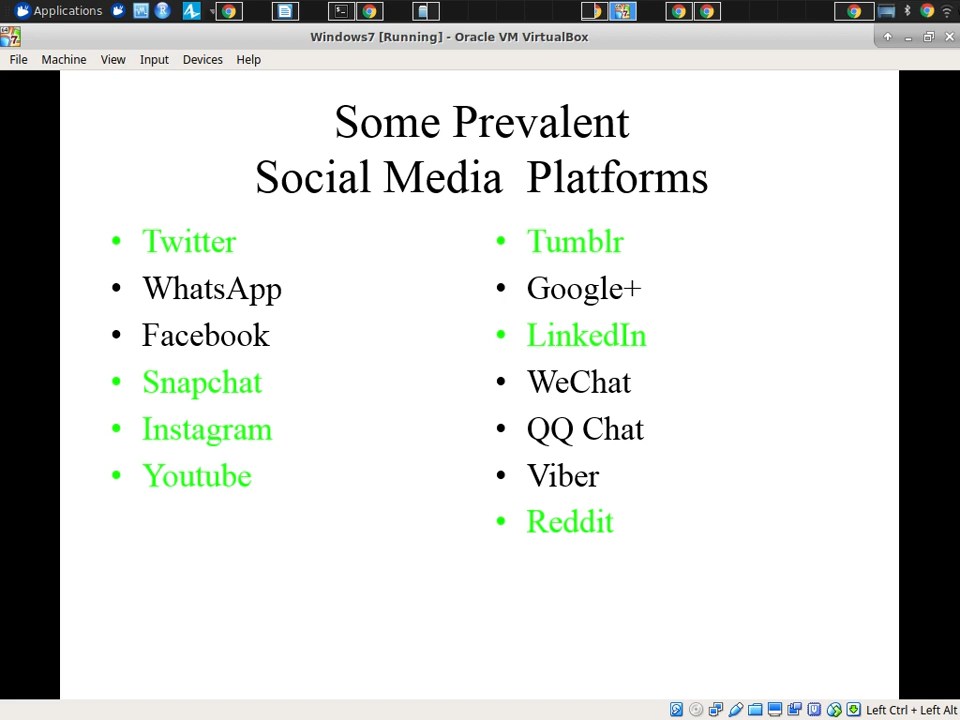 Applications
Windows7 [Running] - Oracle VM VirtualBox
File Machine View Input Devices Help
Some Prevalent
Social Media Platforms
• Twitter
• WhatsApp
• Facebook
• Snapchat
• Instagram
• Youtube
• Tumblr
• Google+
• LinkedIn
• WeChat
• QQ Chat
• Viber
• Reddit
Left Ctrl + Left Alt